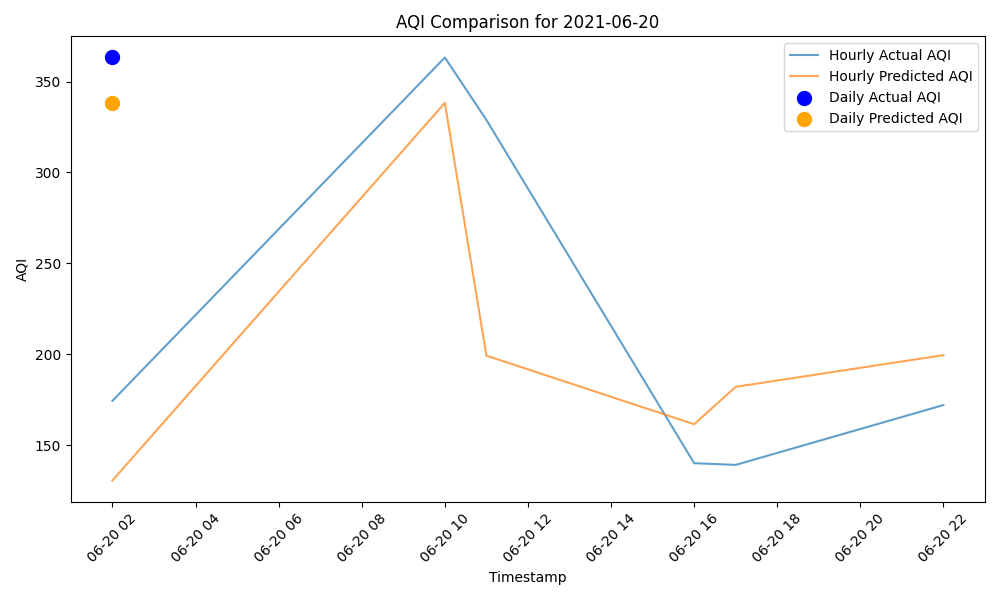 AQI Comparison for 2021-06-20
Hourly Actual AQI
Hourly Predicted AQI
Daily Actual AQI
Daily Predicted AQI
AQI
350
300
250
200
150
06-20 02
06-20 04
06-20 06
06-20 08
06-20 10
06-20 12
06-20 14
06-20 16
06-20 18
06-20 20
06-20 22
Timestamp